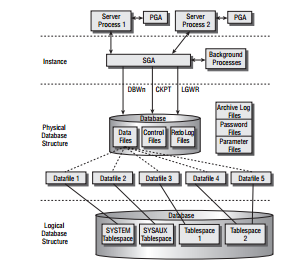 Server
Process 1
PGA
Server
Process 2
PGA
Instance
SGA
Background
Processes
DBWn
CKPT
LGWR
Physical
Database
Structure
Database
Data
Files
Control
Files
Redo Log
Files
Archive Log
Files
Password
Files
Parameter
Files
Datafile 1
Datafile 2
Datafile 3
Datafile 4
Datafile 5
Logical
Database
Structure
Database
SYSTEM
Tablespace
SYSAUX
Tablespace
Tablespace
1
Tablespace
2